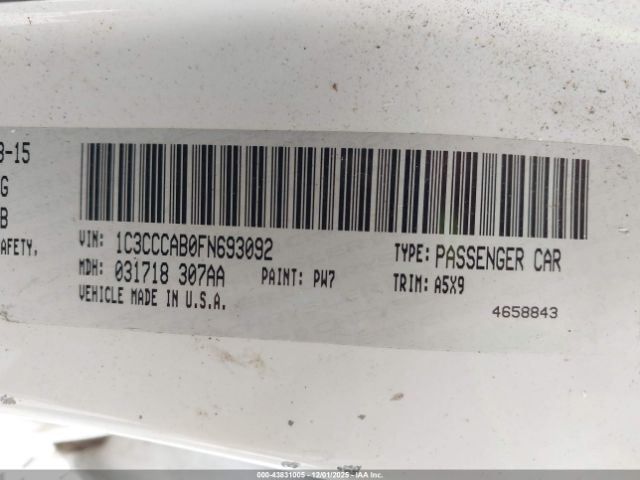 3-15
G
B
AFETY,
VIN: 1C3CCCAB0FN693092
TYPE: PASSENGER CAR
MDH: 031718 307AA
PAINT: PW7
TRIM: A5X9
VEHICLE MADE IN U.S.A.
4658843
000-43831005 - 12/01/2025 - IAA Inc.